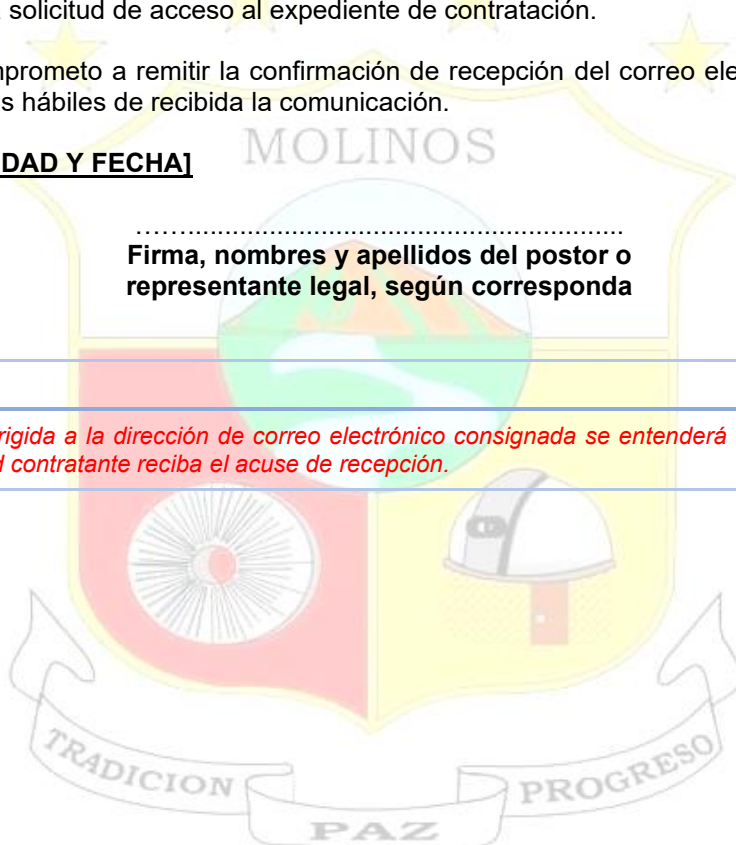 solicitud de acceso al expediente de contratación.
mprometo a remitir la confirmación de recepción del correo ele
s hábiles de recibida la comunicación.
MOLINOS
DAD Y FECHA]
…….............................................................
Firma, nombres y apellidos del postor o
representante legal, según corresponda
rigida a la dirección de correo electrónico consignada se entenderá
d contratante reciba el acuse de recepción.
TRADICION
PROGRESO
PAZ